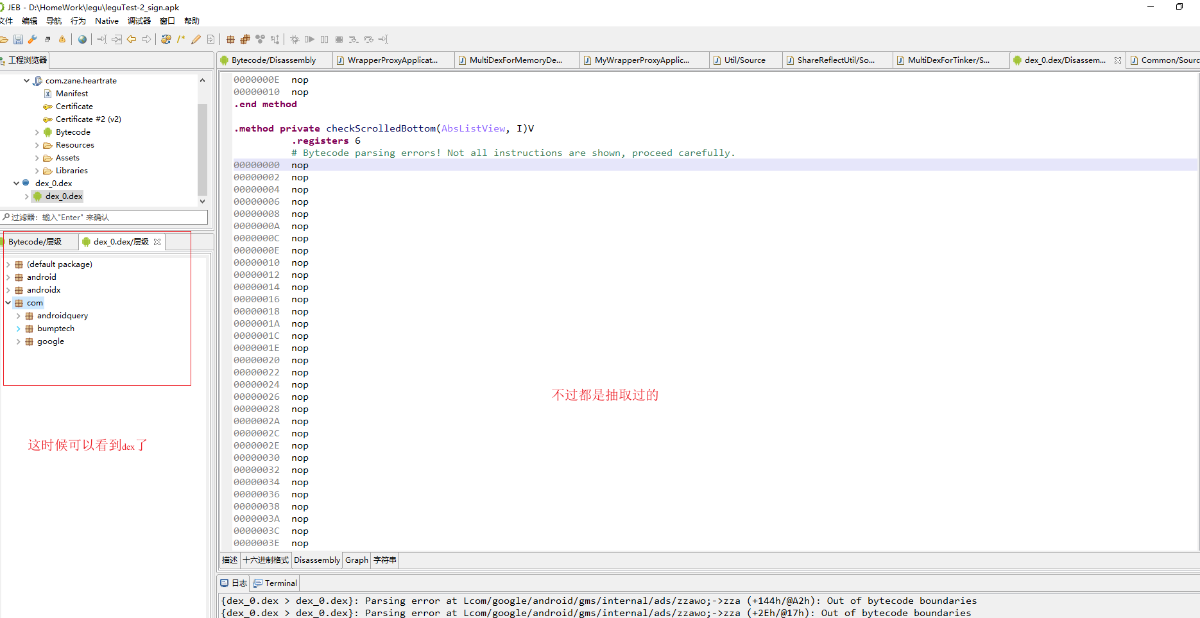 JEB - D:\HomeWork\legu\leguTest-2_sign.apk
文件 编辑 导航 行为 Native 调试器 窗口 帮助
工程浏览器
com.zane.heartrate
Manifest
Certificate
Certificate #2 (v2)
Bytecode
Resources
Assets
Libraries
dex_0.dex
dex_0.dex
过滤器: 输入"Enter" 来确认
Bytecode/层级 dex_0.dex/层级
(default package)
android
androidx
com
androidquery
bumptech
google
这时候可以看到dex了
Bytecode/Disassembly WrapperProxyApplicat... MultiDexForMemoryDe... MyWrapperProxyApplic... Util/Source ShareReflectUtil/So... MultiDexForTinker/S... dex_0.dex/Disassem... Common/Sourc
0000000E nop
00000010 nop
.end method
.method private checkScrolledBottom(AbsListView, I)V
.registers 6
# Bytecode parsing errors! Not all instructions are shown, proceed carefully.
00000000 nop
00000002 nop
00000004 nop
00000006 nop
00000008 nop
0000000A nop
0000000C nop
0000000E nop
00000010 nop
00000012 nop
00000014 nop
00000016 nop
00000018 nop
0000001A nop
0000001C nop
0000001E nop
00000020 nop
00000022 nop
00000024 nop
00000026 nop
00000028 nop
0000002A nop
0000002C nop
0000002E nop
00000030 nop
00000032 nop
00000034 nop
00000036 nop
00000038 nop
0000003A nop
0000003C nop
0000003E nop
不过都是抽取过的
描述 十六进制格式 Disassembly Graph 字符串
日志 Terminal
{dex_0.dex > dex_0.dex}: Parsing error at Lcom/google/android/gms/internal/ads/zzawo;->zza (+144h/@A2h): Out of bytecode boundaries
{dex_0.dex > dex_0.dex}: Parsing error at Lcom/google/android/gms/internal/ads/zzawo;->zza (+2Eh/@17h): Out of bytecode boundaries